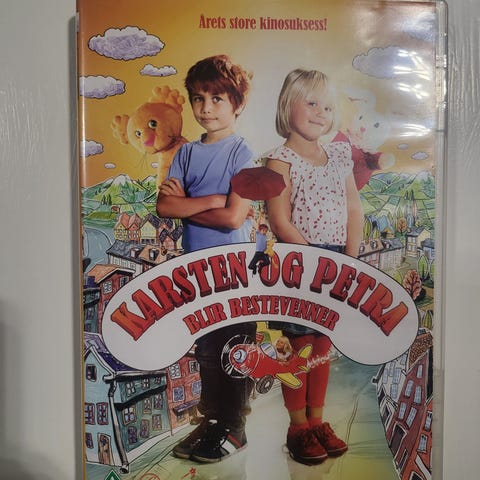 Årets store kinosuksess!
KARSTEN OG PETRA
BLIR BESTEVENNER